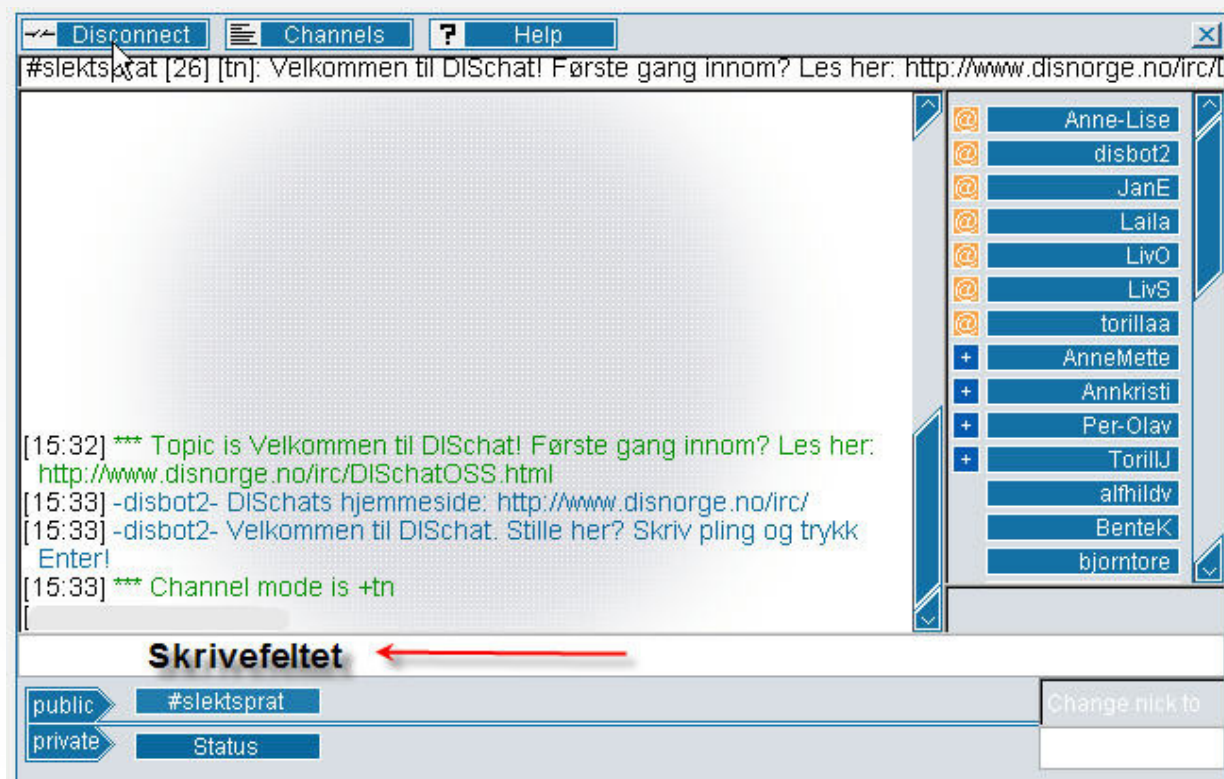 Disconnect Channels ? Help
#slektsprat [26] [tn]: Velkommen til DISchat! Første gang innom? Les her: http://www.disnorge.no/irc/
@ Anne-Lise
@ disbot2
@ JanE
@ Laila
@ LivO
@ LivS
@ torillaa
+ AnneMette
+ Annkristi
+ Per-Olav
+ TorillJ
alfhildv
BenteK
bjorntore
[15:32] *** Topic is Velkommen til DISchat! Første gang innom? Les her:
http://www.disnorge.no/irc/DISchatOSS.html
[15:33] -disbot2- DISchats hjemmeside: http://www.disnorge.no/irc/
[15:33] -disbot2- Velkommen til DISchat. Stille her? Skriv pling og trykk
Enter!
[15:33] *** Channel mode is +tn
[
Skrivefeltet
public #slektsprat
Change nick to
private Status